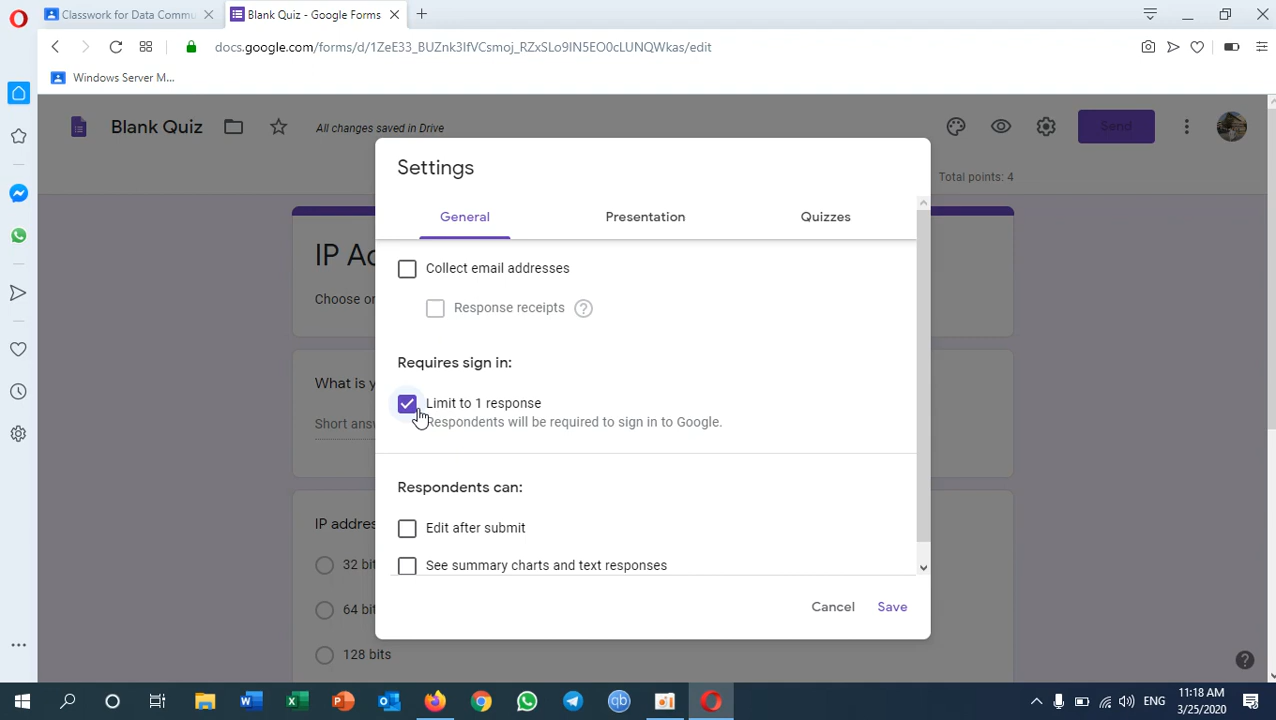 Classwork for Data Commu
Blank Quiz - Google Forms
docs.google.com/forms/d/1ZeE33_BUZnk3IfVCsmoj_RZxSLo9IN5EO0cLUNQWkas/edit
Windows Server M...
Blank Quiz
All changes saved in Drive
Send
Total points: 4
Settings
General
Presentation
Quizzes
IP Ad
Choose or
Collect email addresses
Response receipts
Requires sign in:
What is y
Limit to 1 response
Respondents will be required to sign in to Google.
Short answ
Respondents can:
IP addres
Edit after submit
32 bit
See summary charts and text responses
64 bit
Cancel
Save
128 bits
ENG
11:18 AM
3/25/2020